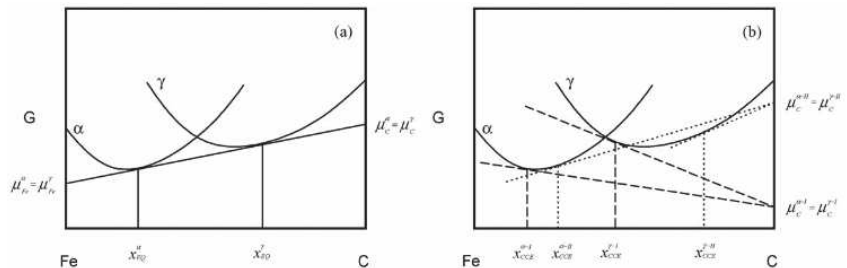 (a)
γ
α
G
μ_C^α = μ_C^γ
μ_Fe^α = μ_Fe^γ
x_EQ^α
x_EQ^γ
Fe
C
(b)
γ
α
G
μ_C^{α-II} = μ_C^{γ-II}
μ_C^{α-I} = μ_C^{γ-I}
x_CCE^{α-I}
x_CCE^{α-II}
x_CCE^{γ-I}
x_CCE^{γ-II}
Fe
C